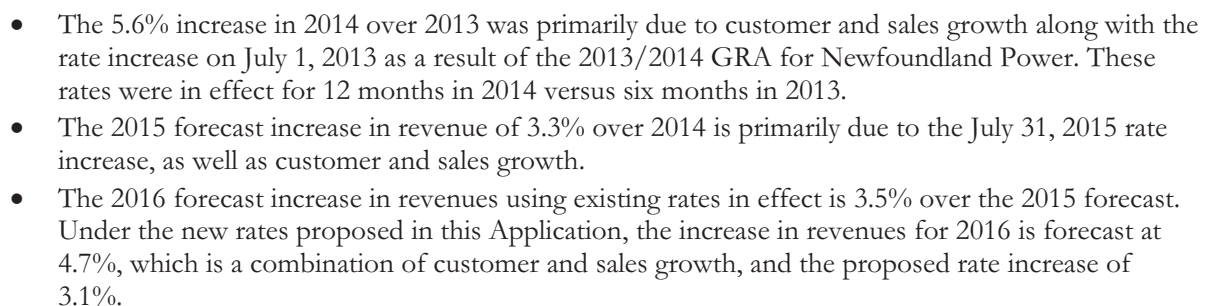 • The 5.6% increase in 2014 over 2013 was primarily due to customer and sales growth along with the
rate increase on July 1, 2013 as a result of the 2013/2014 GRA for Newfoundland Power. These
rates were in effect for 12 months in 2014 versus six months in 2013.
• The 2015 forecast increase in revenue of 3.3% over 2014 is primarily due to the July 31, 2015 rate
increase, as well as customer and sales growth.
• The 2016 forecast increase in revenues using existing rates in effect is 3.5% over the 2015 forecast.
Under the new rates proposed in this Application, the increase in revenues for 2016 is forecast at
4.7%, which is a combination of customer and sales growth, and the proposed rate increase of
3.1%.